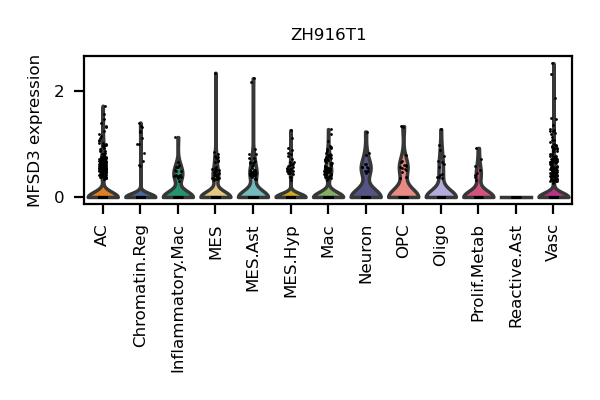 ZH916T1
MFSD3 expression
2
0
AC
Chromatin.Reg
Inflammatory.Mac
MES
MES.Ast
MES.Hyp
Mac
Neuron
OPC
Oligo
Prolif.Metab
Reactive.Ast
Vasc